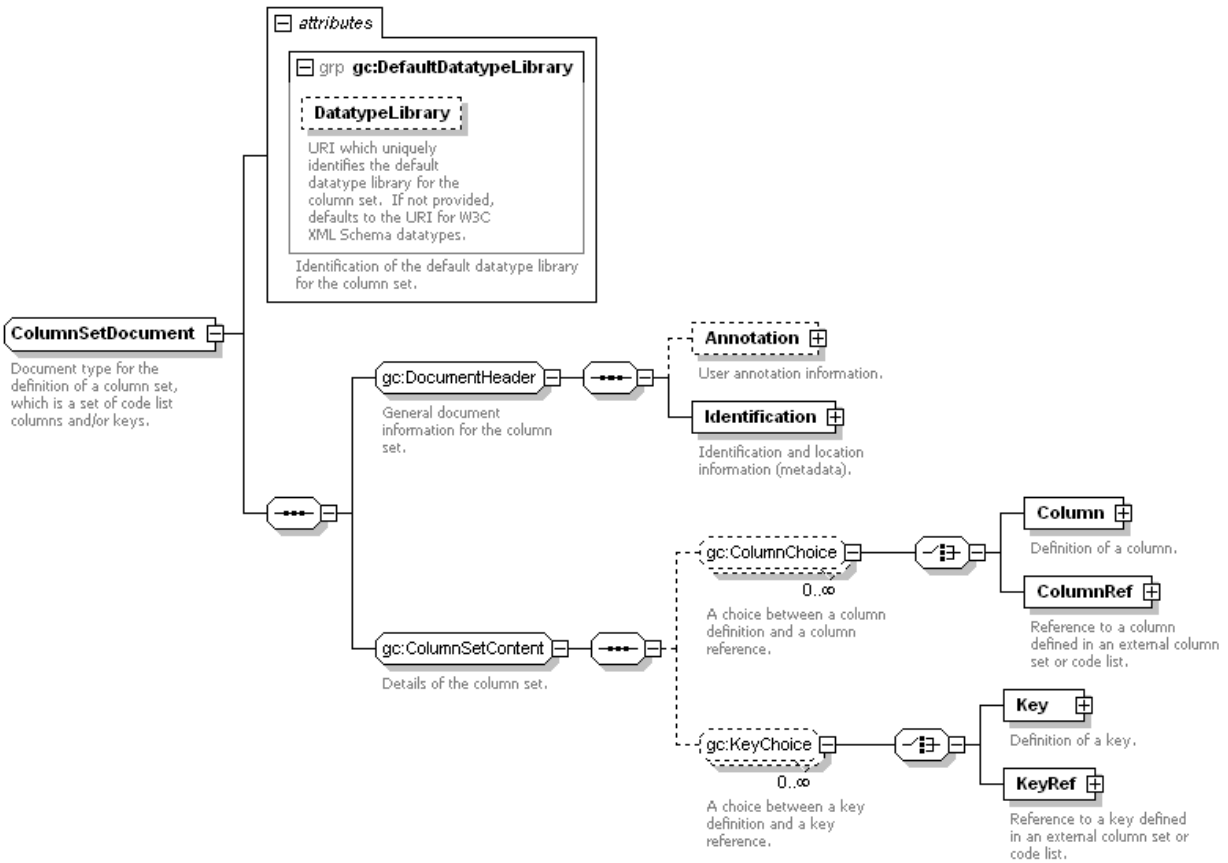 attributes
grp gc:DefaultDatatypeLibrary
DatatypeLibrary
URI which uniquely
identifies the default
datatype library for the
column set. If not provided,
defaults to the URI for W3C
XML Schema datatypes.
Identification of the default datatype library
for the column set.
ColumnSetDocument
Document type for the
definition of a column set,
which is a set of code list
columns and/or keys.
gc:DocumentHeader
General document
information for the column
set.
Annotation
User annotation information.
Identification
Identification and location
information (metadata).
gc:ColumnSetContent
Details of the column set.
gc:ColumnChoice
0..∞
A choice between a column
definition and a column
reference.
Column
Definition of a column.
ColumnRef
Reference to a column
defined in an external column
set or code list.
gc:KeyChoice
0..∞
A choice between a key
definition and a key
reference.
Key
Definition of a key.
KeyRef
Reference to a key defined
in an external column set or
code list.